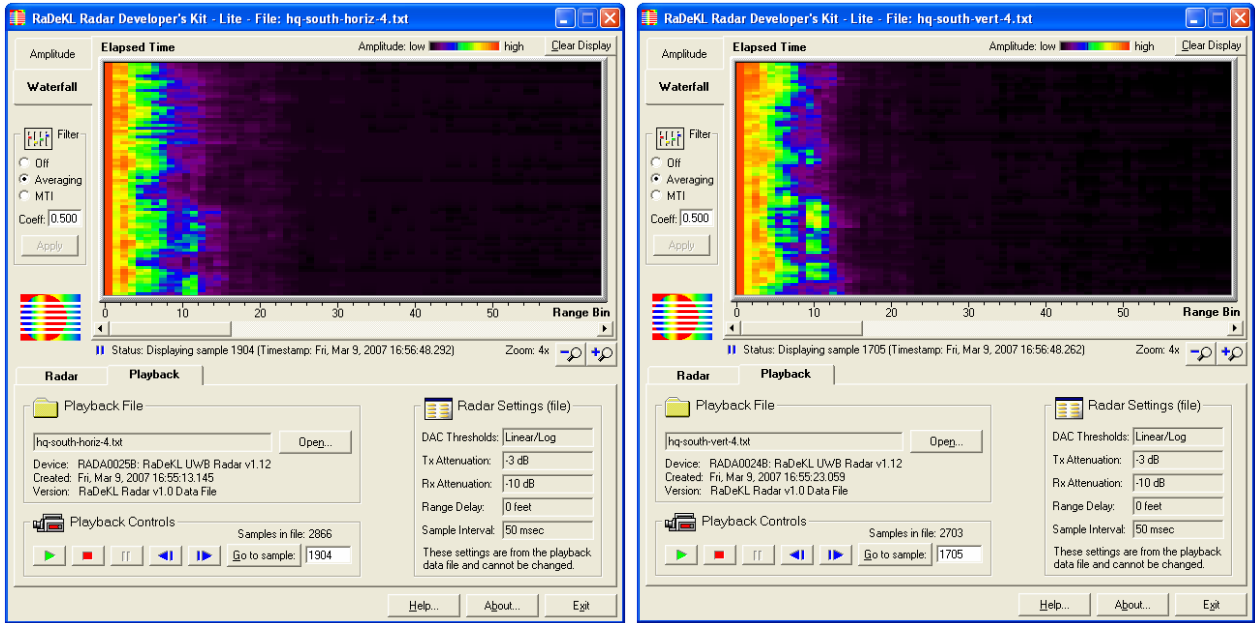 RaDeKL Radar Developer's Kit - Lite - File: hq-south-horiz-4.txt
Amplitude
Elapsed Time
Amplitude: low high
Clear Display
Waterfall
Filter
Off
Averaging
MTI
Coeff: 0.500
Apply
0 10 20 30 40 50 Range Bin
Status: Displaying sample 1904 (Timestamp: Fri, Mar 9, 2007 16:56:48.292)
Zoom: 4x
Radar
Playback
Playback File
hq-south-horiz-4.txt
Open...
Device: RADA0025B: RaDeKL UWB Radar v1.12
Created: Fri, Mar 9, 2007 16:55:13.145
Version: RaDeKL Radar v1.0 Data File
Playback Controls
Samples in file: 2866
Go to sample: 1904
Radar Settings (file)
DAC Thresholds: Linear/Log
Tx Attenuation: -3 dB
Rx Attenuation: -10 dB
Range Delay: 0 feet
Sample Interval: 50 msec
These settings are from the playback
data file and cannot be changed.
Help...
About...
Exit
RaDeKL Radar Developer's Kit - Lite - File: hq-south-vert-4.txt
Amplitude
Elapsed Time
Amplitude: low high
Clear Display
Waterfall
Filter
Off
Averaging
MTI
Coeff: 0.500
Apply
0 10 20 30 40 50 Range Bin
Status: Displaying sample 1705 (Timestamp: Fri, Mar 9, 2007 16:56:48.262)
Zoom: 4x
Radar
Playback
Playback File
hq-south-vert-4.txt
Open...
Device: RADA0024B: RaDeKL UWB Radar v1.12
Created: Fri, Mar 9, 2007 16:55:23.059
Version: RaDeKL Radar v1.0 Data File
Playback Controls
Samples in file: 2703
Go to sample: 1705
Radar Settings (file)
DAC Thresholds: Linear/Log
Tx Attenuation: -3 dB
Rx Attenuation: -10 dB
Range Delay: 0 feet
Sample Interval: 50 msec
These settings are from the playback
data file and cannot be changed.
Help...
About...
Exit